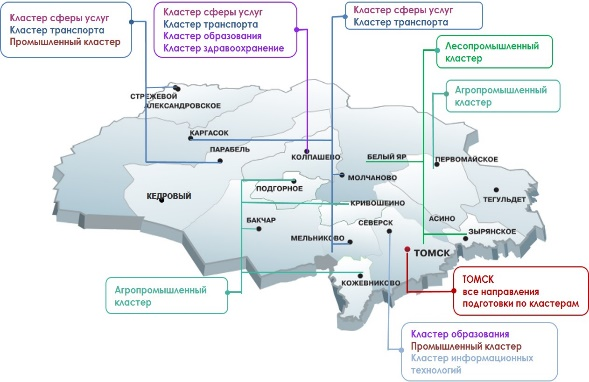 Кластер сферы услуг
Кластер транспорта
Промышленный кластер
Кластер сферы услуг
Кластер транспорта
Кластер образования
Кластер здравоохранение
Кластер сферы услуг
Кластер транспорта
Лесопромышленный
кластер
Агропромышленный
кластер
СТРЕЖЕВОЙ
АЛЕКСАНДРОВСКОЕ
КАРГАСОК
ПАРАБЕЛЬ
КОЛПАШЕВО
БЕЛЫЙ ЯР
ПЕРВОМАЙСКОЕ
МОЛЧАНОВО
ПОДГОРНОЕ
КЕДРОВЫЙ
ТЕГУЛЬДЕТ
КРИВОШЕИНО
БАКЧАР
СЕВЕРСК
АСИНО
ЗЫРЯНСКОЕ
МЕЛЬНИКОВО
ТОМСК
КОЖЕВНИКОВО
Агропромышленный
кластер
ТОМСК
все направления
подготовки по кластерам
Кластер образования
Промышленный кластер
Кластер информационных
технологий